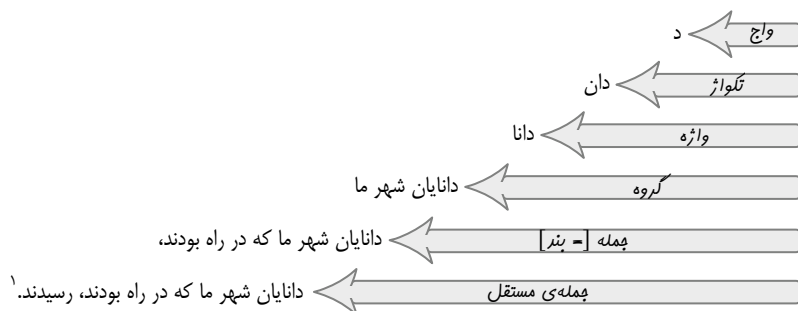 واج د
تکواژ دان
واژه دانا
گروه دانایان شهر ما
جمله [= بند] دانایان شهر ما که در راه بودند،
جمله‌ی مستقل دانایان شهر ما که در راه بودند، رسیدند.۱